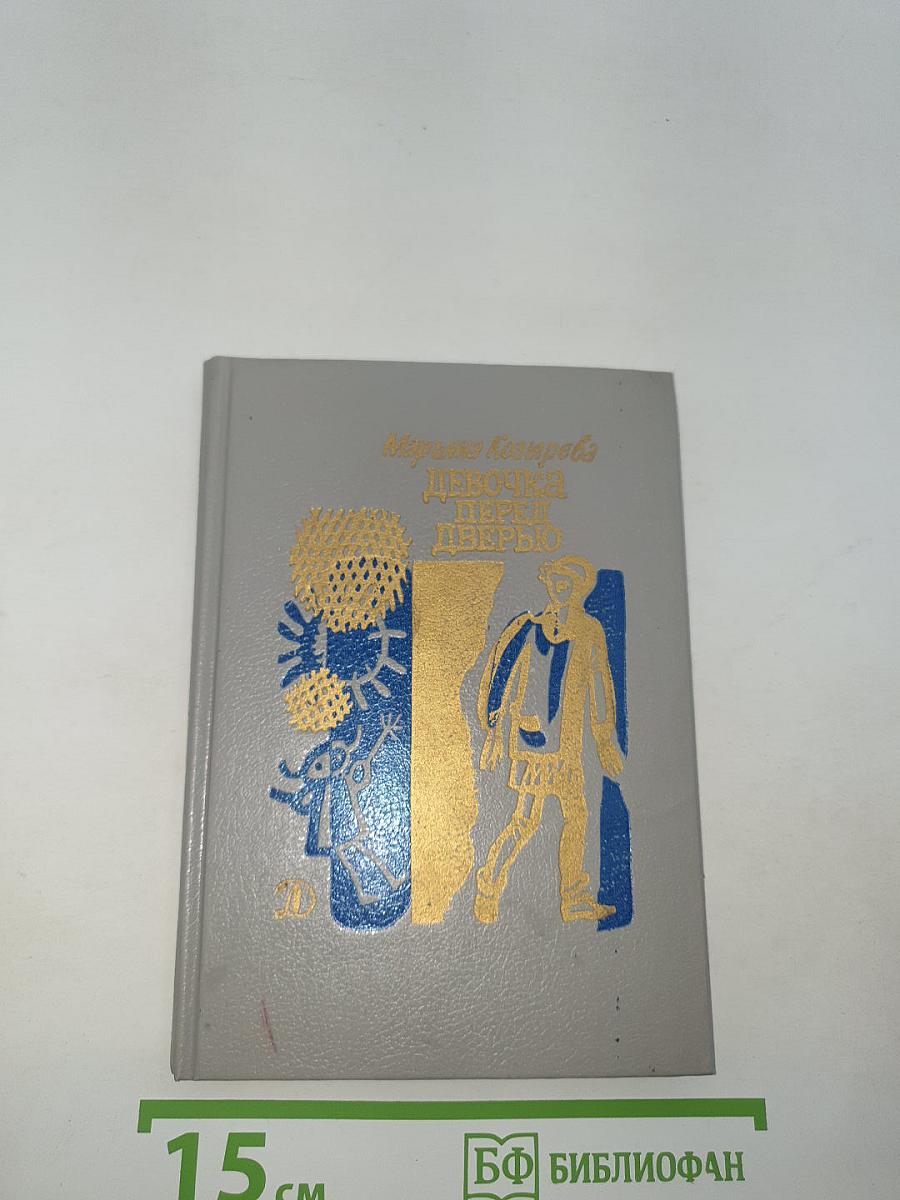 Марьяна Козырева
ДЕВОЧКА
ПЕРЕД
ДВЕРЬЮ
Д
15 см
БФ БИБЛИОФАН